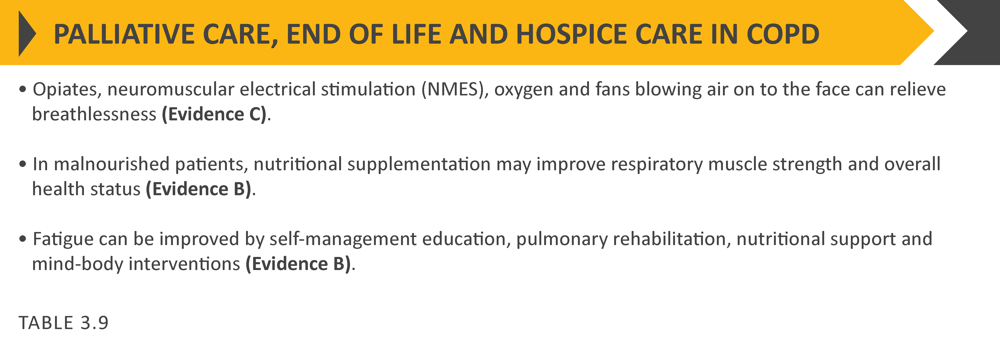 PALLIATIVE CARE, END OF LIFE AND HOSPICE CARE IN COPD
• Opiates, neuromuscular electrical stimulation (NMES), oxygen and fans blowing air on to the face can relieve
breathlessness (Evidence C).
• In malnourished patients, nutritional supplementation may improve respiratory muscle strength and overall
health status (Evidence B).
• Fatigue can be improved by self-management education, pulmonary rehabilitation, nutritional support and
mind-body interventions (Evidence B).
TABLE 3.9